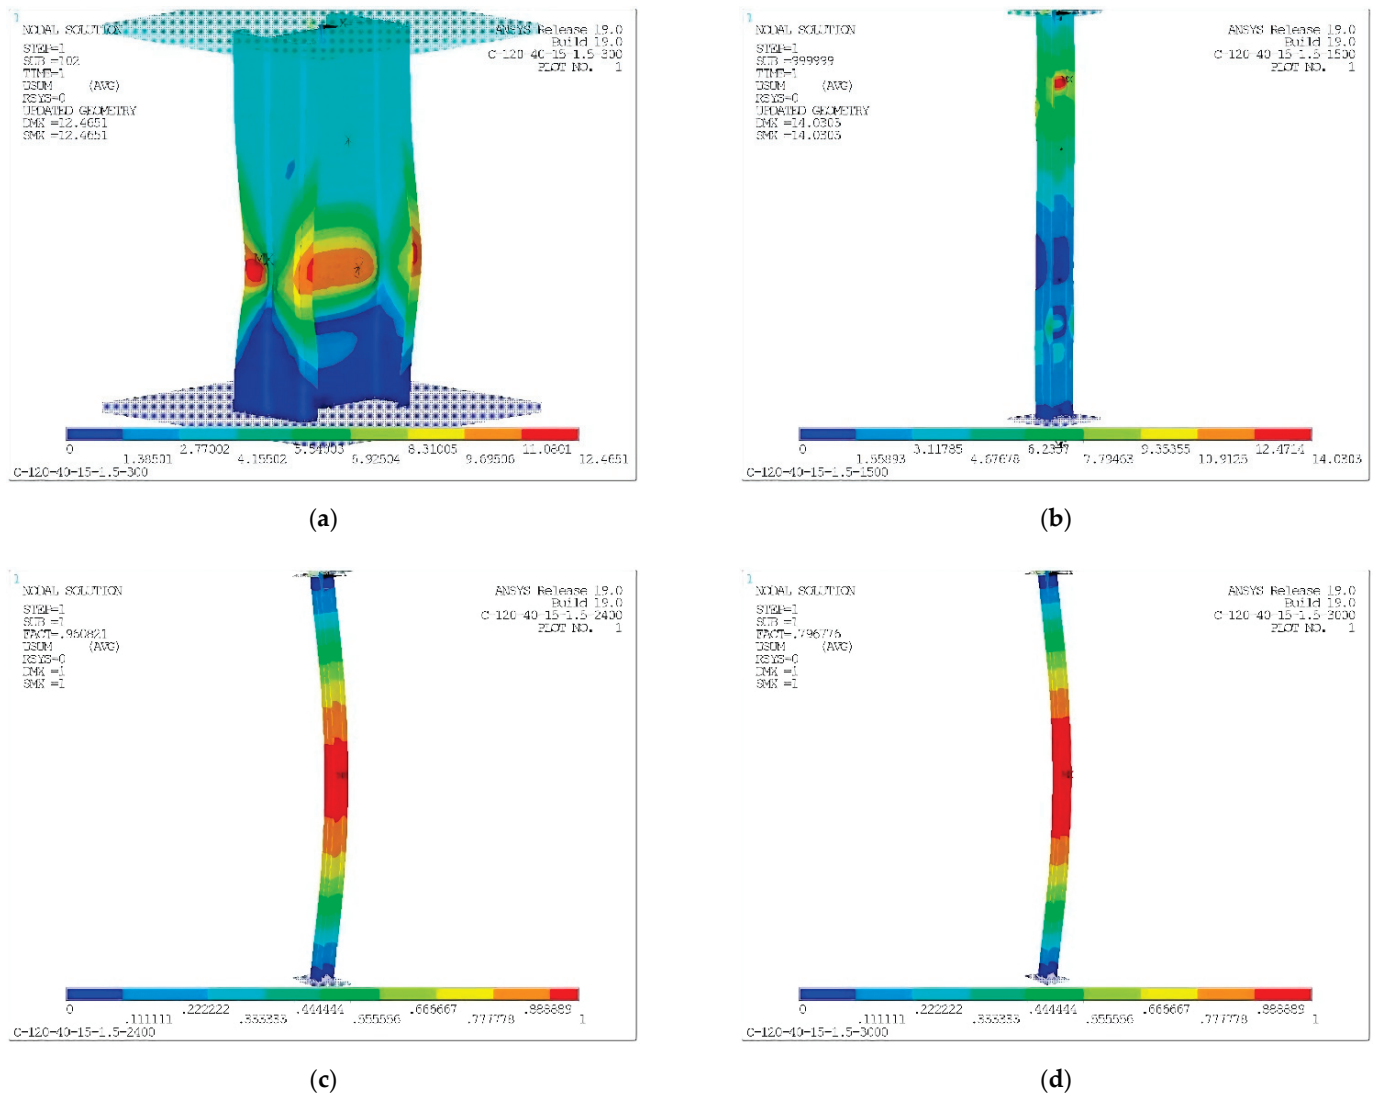 1
NODAL SOLUTION
STEP=1
SUB =102
TIME=1
USUM (AVG)
RSYS=0
UPDATED GEOMETRY
DMX =12.4651
SMX =12.4651
ANSYS Release 19.0
Build 19.0
C-120-40-15-1.5-300
PLOT NO. 1
0
1.38501
2.77002
4.15502
5.54003
6.92504
8.31005
9.69506
11.0801
12.4651
C-120-40-15-1.5-300
(a)
NODAL SOLUTION
STEP=1
SUB =999999
TIME=1
USUM (AVG)
RSYS=0
UPDATED GEOMETRY
DMX =14.0303
SMX =14.0303
ANSYS Release 19.0
Build 19.0
C-120-40-15-1.5-1500
PLOT NO. 1
0
1.55893
3.11785
4.67678
6.2357
7.79463
9.35355
10.9125
12.4714
14.0303
C-120-40-15-1.5-1500
(b)
1
NODAL SOLUTION
STEP=1
SUB =1
FACT=.960821
USUM (AVG)
RSYS=0
DMX =1
SMX =1
ANSYS Release 19.0
Build 19.0
C-120-40-15-1.5-2400
PLOT NO. 1
0
.111111
.222222
.333333
.444444
.555556
.666667
.777778
.888889
1
C-120-40-15-1.5-2400
(c)
1
NODAL SOLUTION
STEP=1
SUB =1
FACT=.796776
USUM (AVG)
RSYS=0
DMX =1
SMX =1
ANSYS Release 19.0
Build 19.0
C-120-40-15-1.5-3000
PLOT NO. 1
0
.111111
.222222
.333333
.444444
.555556
.666667
.777778
.888889
1
C-120-40-15-1.5-3000
(d)